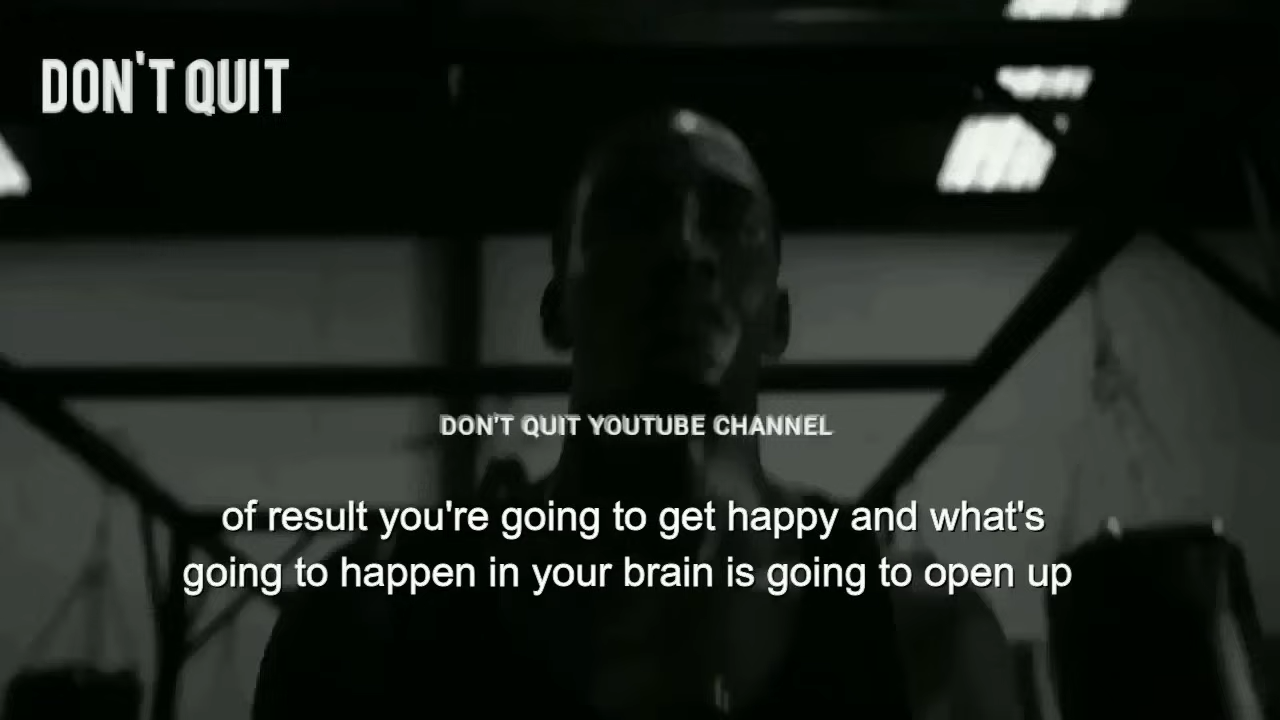 DON'T QUIT
DON'T QUIT YOUTUBE CHANNEL
of result you're going to get happy and what's
going to happen in your brain is going to open up